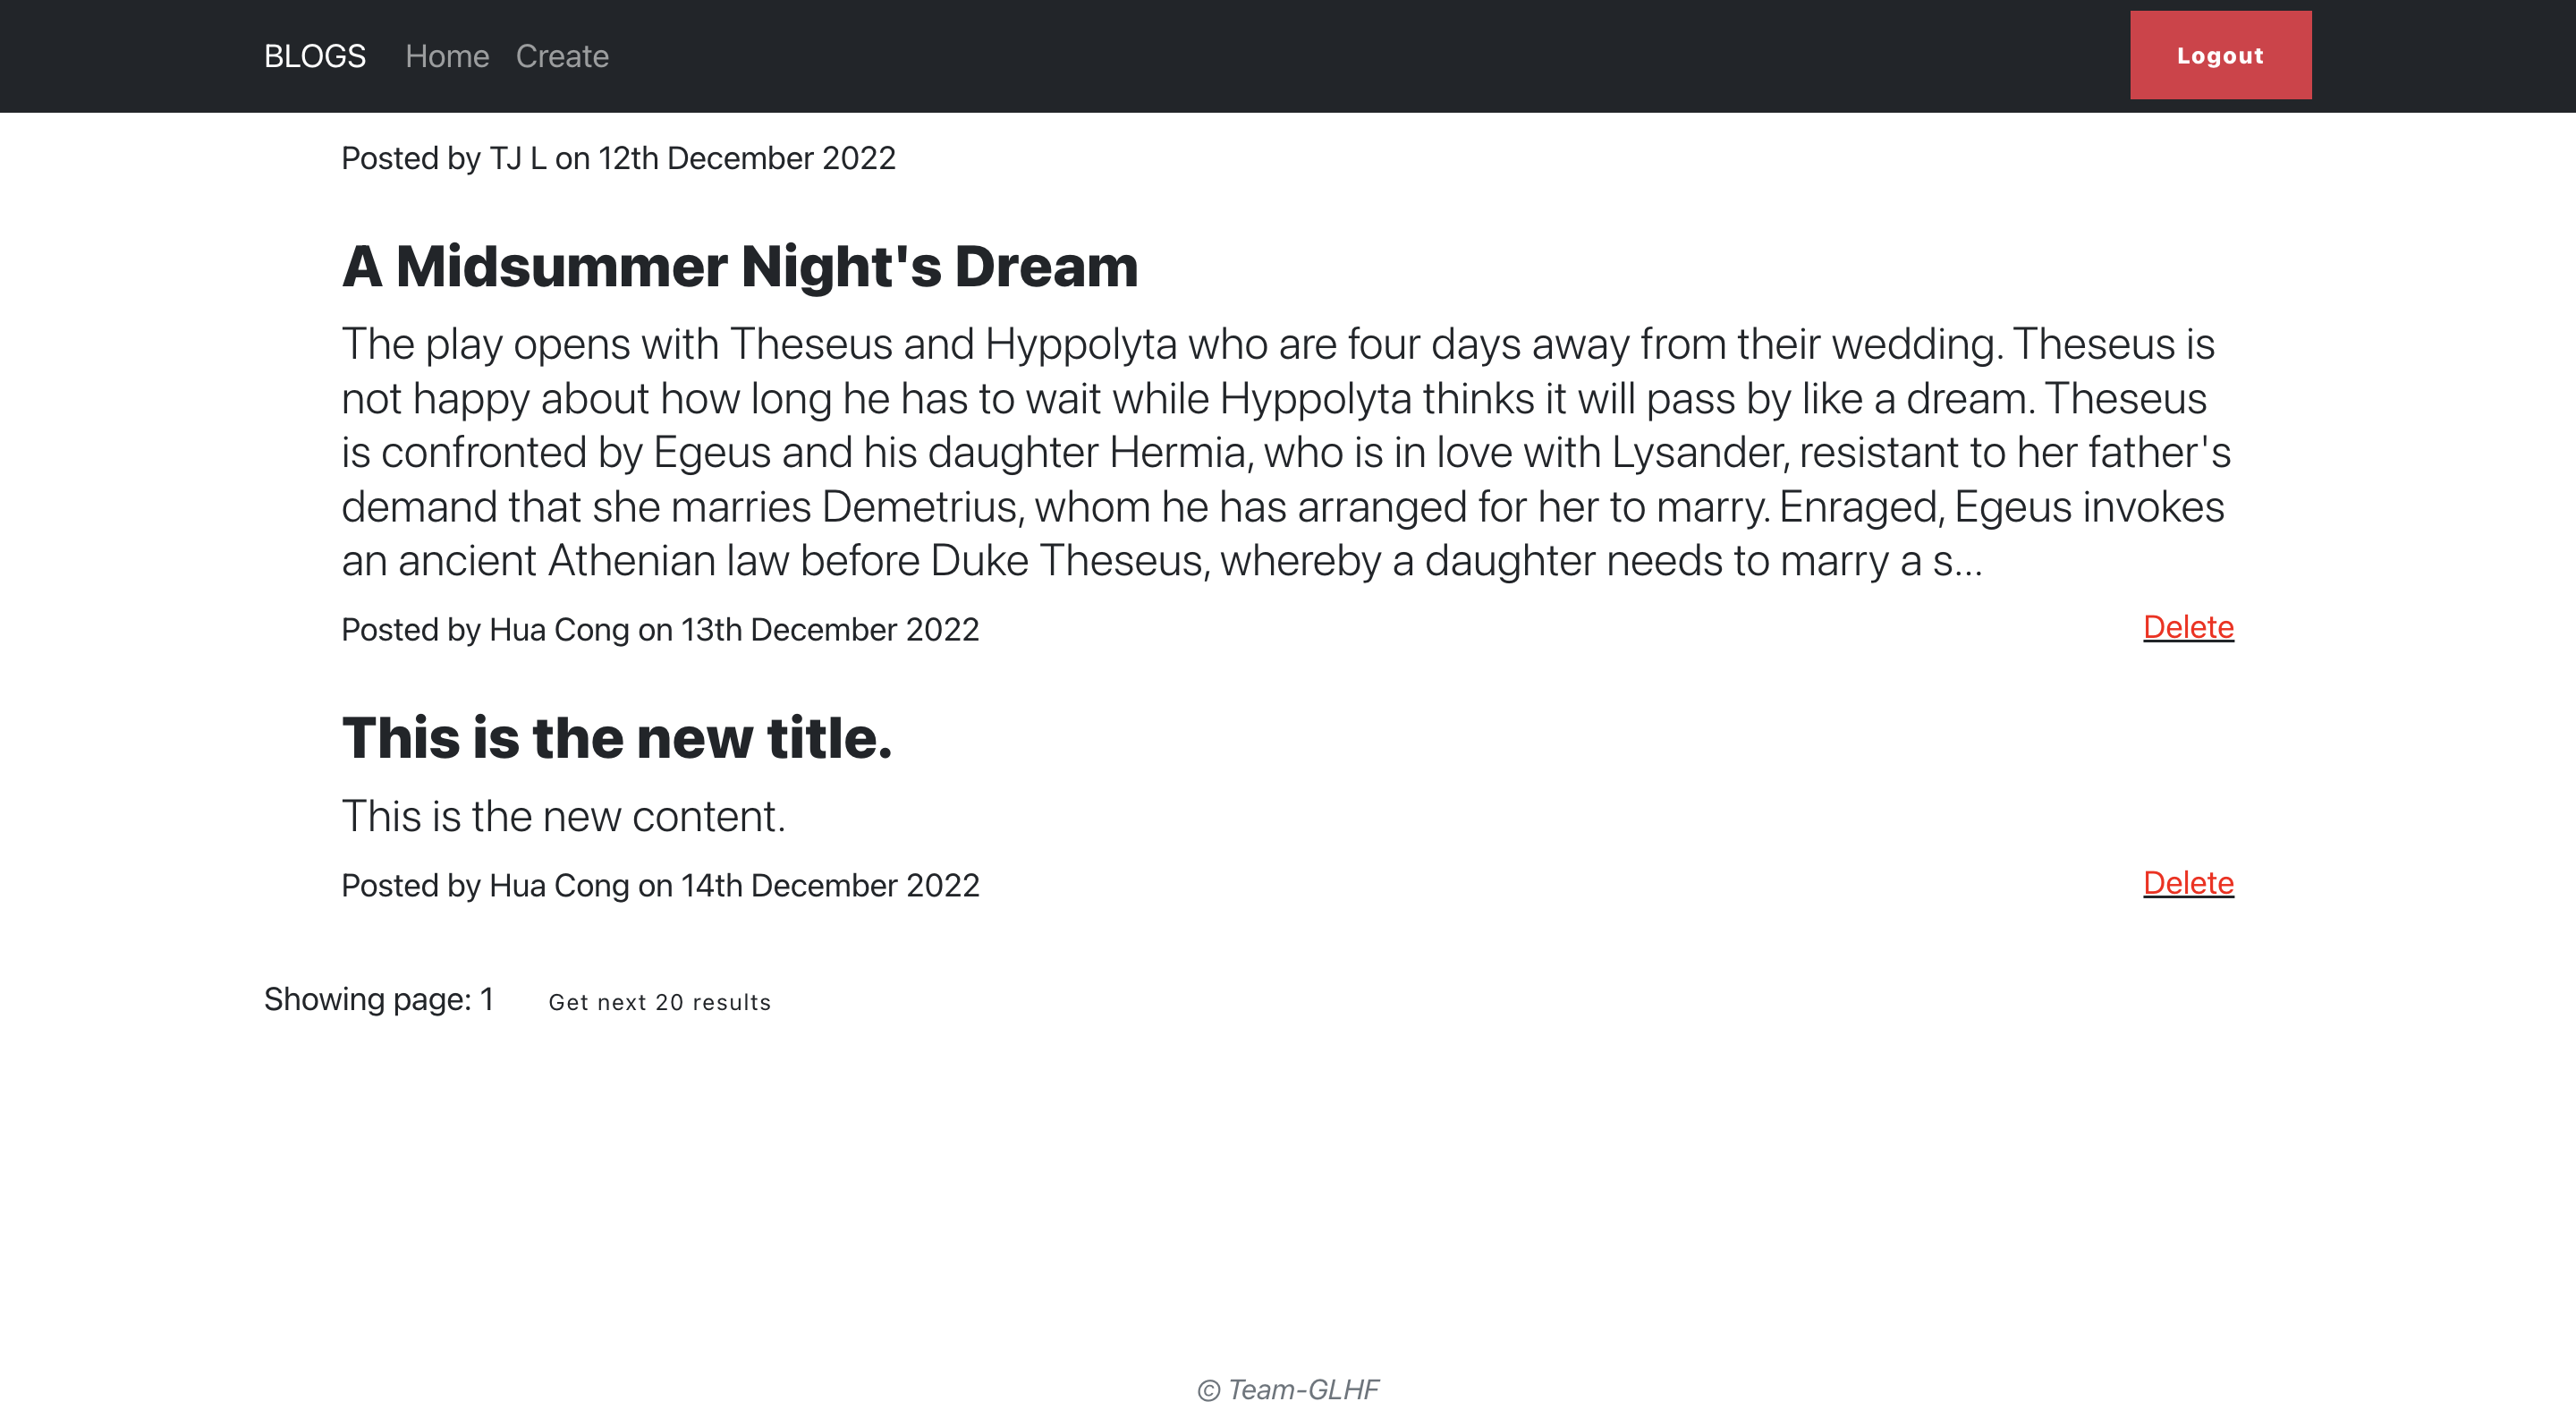 BLOGS Home Create Logout
Posted by TJ L on 12th December 2022
A Midsummer Night's Dream
The play opens with Theseus and Hyppolyta who are four days away from their wedding. Theseus is
not happy about how long he has to wait while Hyppolyta thinks it will pass by like a dream. Theseus
is confronted by Egeus and his daughter Hermia, who is in love with Lysander, resistant to her father's
demand that she marries Demetrius, whom he has arranged for her to marry. Enraged, Egeus invokes
an ancient Athenian law before Duke Theseus, whereby a daughter needs to marry a s...
Posted by Hua Cong on 13th December 2022 Delete
This is the new title.
This is the new content.
Posted by Hua Cong on 14th December 2022 Delete
Showing page: 1 Get next 20 results
© Team-GLHF